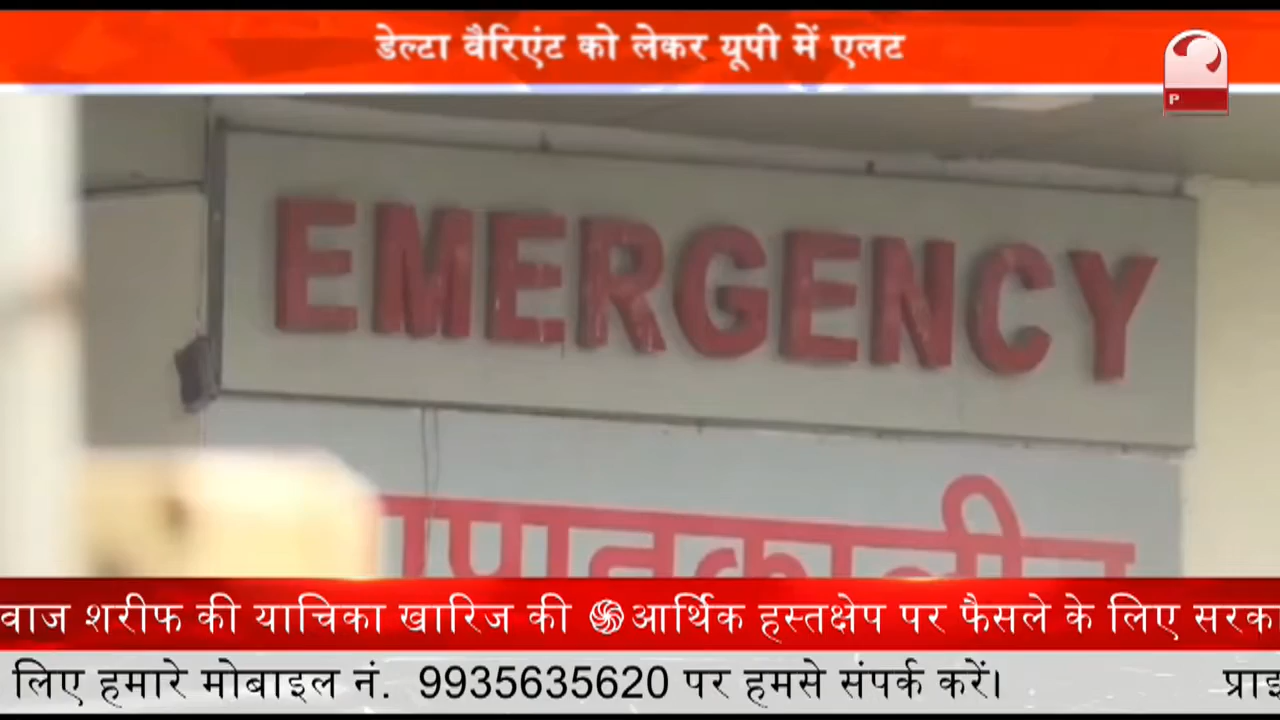 डेल्टा वैरिएंट को लेकर यूपी में एलट
P
EMERGENCY
वाज शरीफ की याचिका खारिज की ֍आर्थिक हस्तक्षेप पर फैसले के लिए सरका
लिए हमारे मोबाइल नं. 9935635620 पर हमसे संपर्क करें। प्राइ